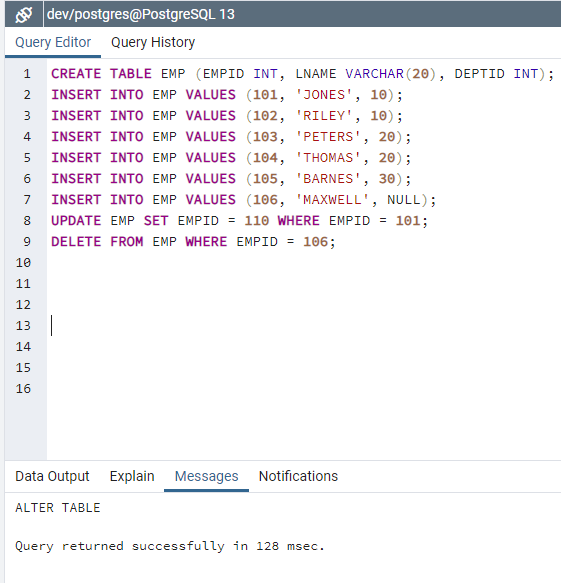 dev/postgres@PostgreSQL 13
Query Editor Query History
1 CREATE TABLE EMP (EMPID INT, LNAME VARCHAR(20), DEPTID INT);
2 INSERT INTO EMP VALUES (101, 'JONES', 10);
3 INSERT INTO EMP VALUES (102, 'RILEY', 10);
4 INSERT INTO EMP VALUES (103, 'PETERS', 20);
5 INSERT INTO EMP VALUES (104, 'THOMAS', 20);
6 INSERT INTO EMP VALUES (105, 'BARNES', 30);
7 INSERT INTO EMP VALUES (106, 'MAXWELL', NULL);
8 UPDATE EMP SET EMPID = 110 WHERE EMPID = 101;
9 DELETE FROM EMP WHERE EMPID = 106;
10
11
12
13
14
15
16
Data Output Explain Messages Notifications
ALTER TABLE
Query returned successfully in 128 msec.